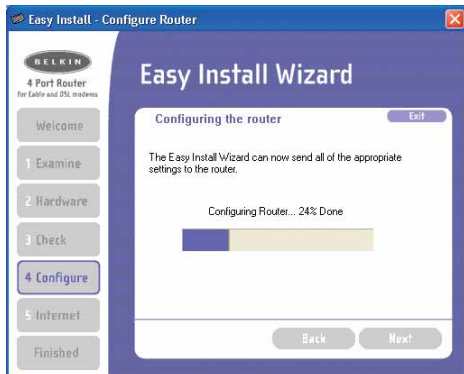 Easy Install - Configure Router
BELKIN
4 Port Router
For Cable and DSL modems
Easy Install Wizard
Welcome
1 Examine
2 Hardware
3 Check
4 Configure
5 Internet
Finished
Configuring the router
Exit
The Easy Install Wizard can now send all of the appropriate
settings to the router.
Configuring Router... 24% Done
Back
Next